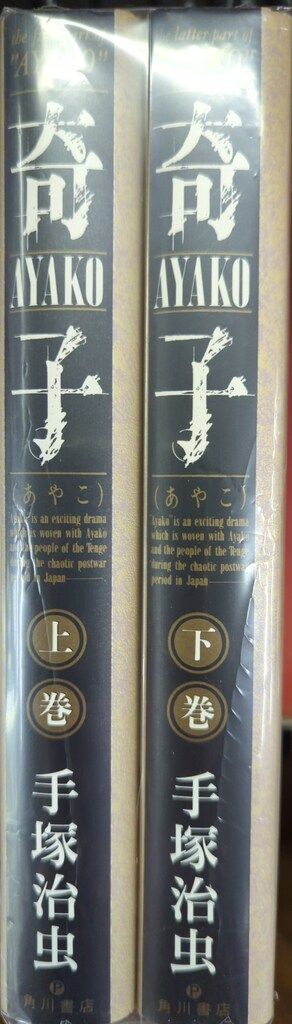 the f
part of
"AYAKO"
奇
AYAKO
子
(あやこ)
Ayako is an exciting drama
which is woven with Ayako
and the people of the Tenge
during the chaotic postwar
period in Japan
上
巻
手塚治虫
P
角川書店
the latter part of
奇
AYAKO
子
(あやこ)
'Ayako' is an exciting drama
which is woven with Ayako
and the people of the Tenge
during the chaotic postwar
period in Japan
下
巻
手塚治虫
P
角川書店